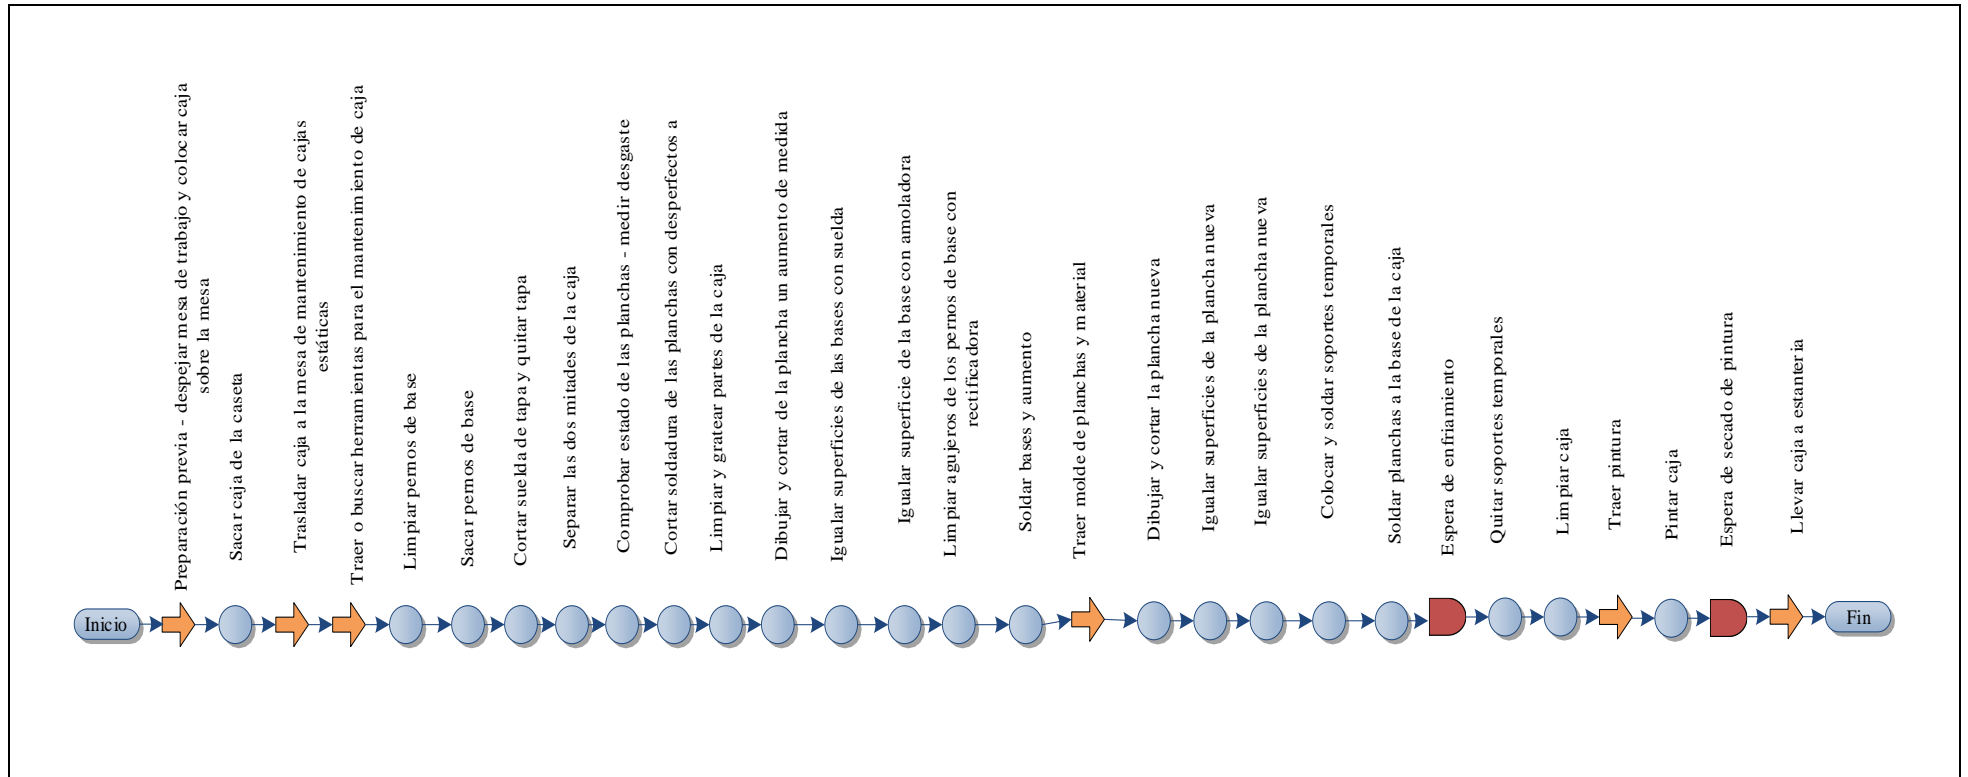 Inicio
Preparación previa - despejar mesa de trabajo y colocar caja
sobre la mesa
Sacar caja de la caseta
Trasladar caja a la mesa de mantenimiento de cajas
estáticas
Traer o buscar herramientas para el mantenimiento de caja
Limpiar pernos de base
Sacar pernos de base
Cortar suelda de tapa y quitar tapa
Separar las dos mitades de la caja
Comprobar estado de las planchas - medir desgaste
Cortar soldadura de las planchas con desperfectos a
Limpiar y gratear partes de la caja
Dibujar y cortar de la plancha un aumento de medida
Igualar superficies de las bases con suelda
Igualar superficie de la base con amoladora
Limpiar agujeros de los pernos de base con
rectificadora
Soldar bases y aumento
Traer molde de planchas y material
Dibujar y cortar la plancha nueva
Igualar superficies de la plancha nueva
Igualar superficies de la plancha nueva
Colocar y soldar soportes temporales
Soldar planchas a la base de la caja
Espera de enfriamiento
Quitar soportes temporales
Limpiar caja
Traer pintura
Pintar caja
Espera de secado de pintura
Llevar caja a estanteria
Fin